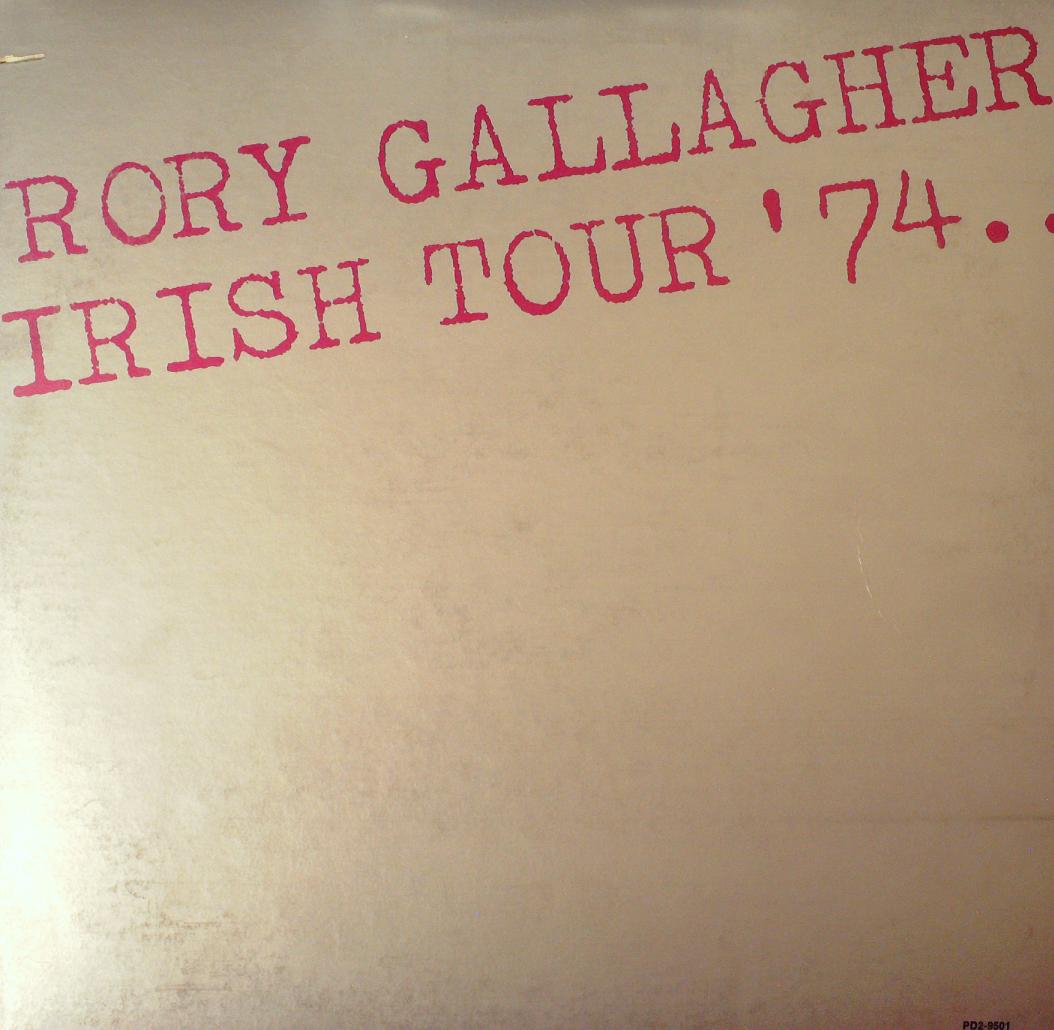 RORY GALLAGHER
IRISH TOUR '74..
PD2-9501